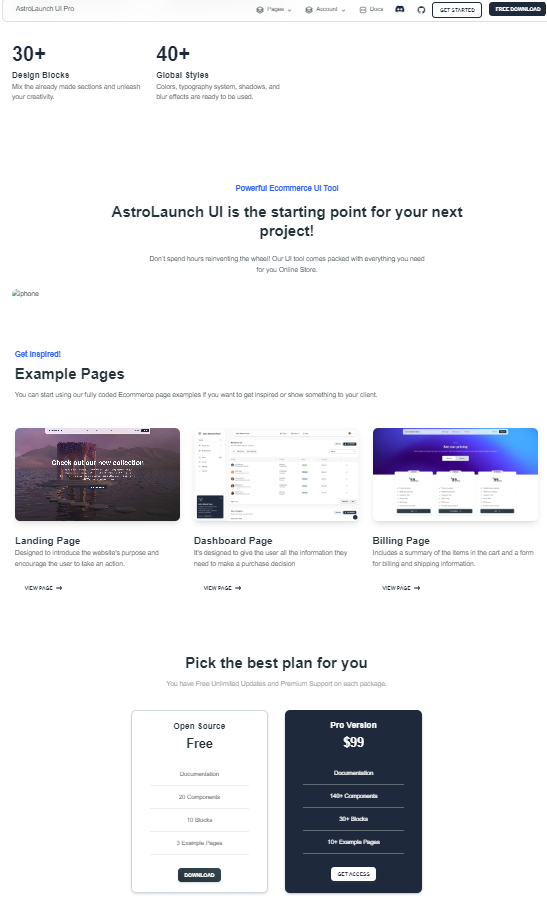 AstroLaunch UI Pro
Pages
Account
Docs
GET STARTED
FREE DOWNLOAD
30+
Design Blocks
Mix the already made sections and unleash
your creativity.
40+
Global Styles
Colors, typography system, shadows, and
blur effects are ready to be used.
Powerful Ecommerce UI Tool
AstroLaunch UI is the starting point for your next
project!
Don't spend hours reinventing the wheel! Our UI tool comes packed with everything you need
for you Online Store.
iphone
Get Inspired!
Example Pages
You can start using our fully coded Ecommerce page examples if you want to get inspired or show something to your client.
Check out our new collection
Landing Page
Designed to introduce the website's purpose and
encourage the user to take an action.
VIEW PAGE
Dashboard Page
It's designed to give the user all the information they
need to make a purchase decision
VIEW PAGE
Billing Page
Includes a summary of the items in the cart and a form
for billing and shipping information.
VIEW PAGE
Pick the best plan for you
You have Free Unlimited Updates and Premium Support on each package.
Open Source
Free
Documentation
20 Components
10 Blocks
3 Example Pages
DOWNLOAD
Pro Version
$99
Documentation
140+ Components
30+ Blocks
10+ Example Pages
GET ACCESS